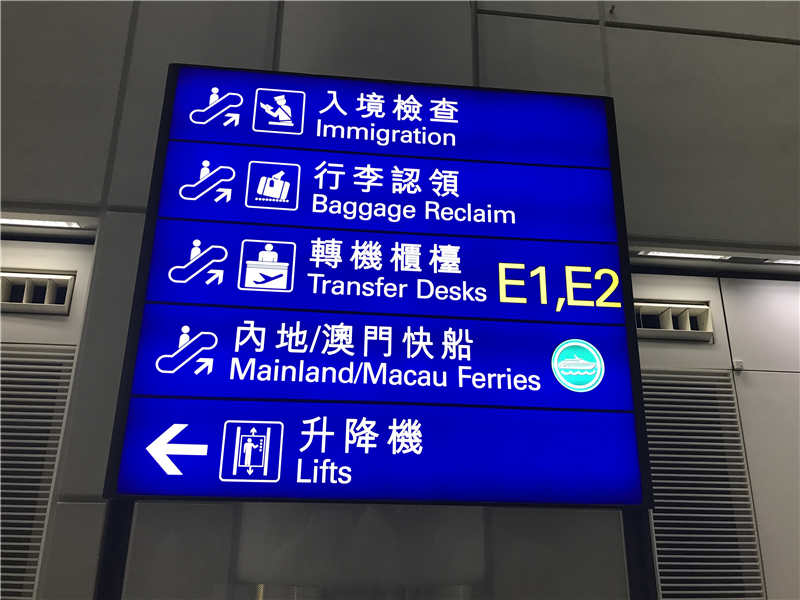 入境檢查
Immigration
行李認領
Baggage Reclaim
轉機櫃檯
Transfer Desks E1,E2
內地/澳門快船
Mainland/Macau Ferries
升降機
Lifts